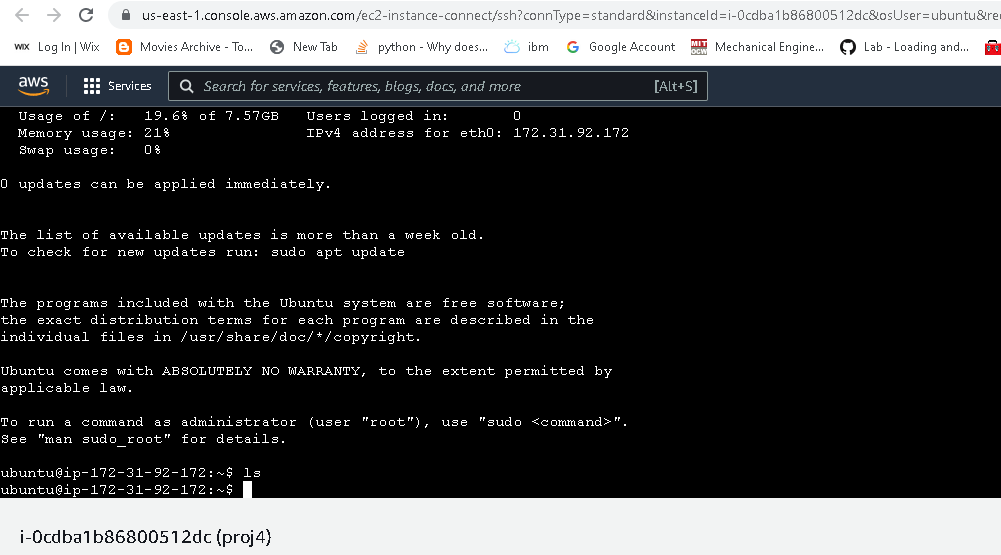 us-east-1.console.aws.amazon.com/ec2-instance-connect/ssh?connType=standard&instanceId=i-0cdba1b86800512dc&osUser=ubuntu&re
WIX Log In | Wix Movies Archive - To... New Tab python - Why does... ibm Google Account MIT OCW Mechanical Engine... Lab - Loading and...
aws Services Search for services, features, blogs, docs, and more [Alt+S]
Usage of /: 19.6% of 7.57GB Users logged in: 0
Memory usage: 21% IPv4 address for eth0: 172.31.92.172
Swap usage: 0%
0 updates can be applied immediately.
The list of available updates is more than a week old.
To check for new updates run: sudo apt update
The programs included with the Ubuntu system are free software;
the exact distribution terms for each program are described in the
individual files in /usr/share/doc/*/copyright.
Ubuntu comes with ABSOLUTELY NO WARRANTY, to the extent permitted by
applicable law.
To run a command as administrator (user "root"), use "sudo <command>".
See "man sudo_root" for details.
ubuntu@ip-172-31-92-172:~$ ls
ubuntu@ip-172-31-92-172:~$
i-0cdba1b86800512dc (proj4)